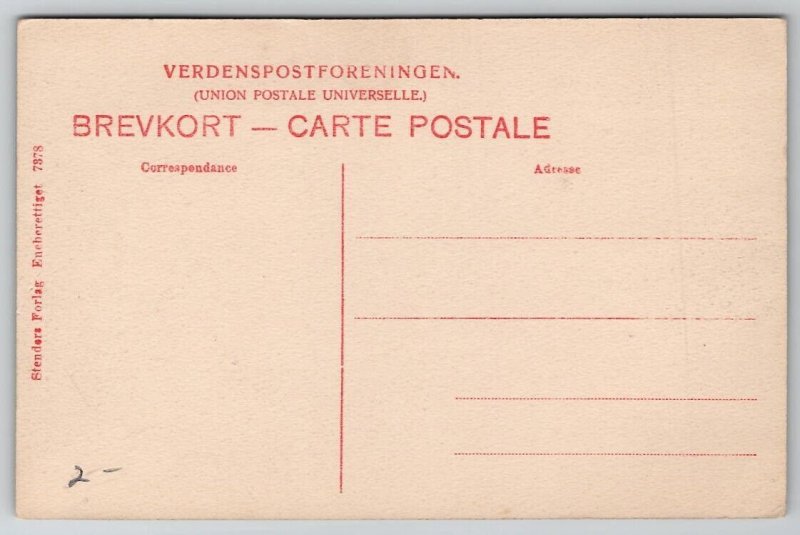 VERDENSPOSTFORENINGEN.
(UNION POSTALE UNIVERSELLE.)
BREVKORT — CARTE POSTALE
Correspondance
Adresse
Stenders Forlag Eneberettiget 7378
2 -